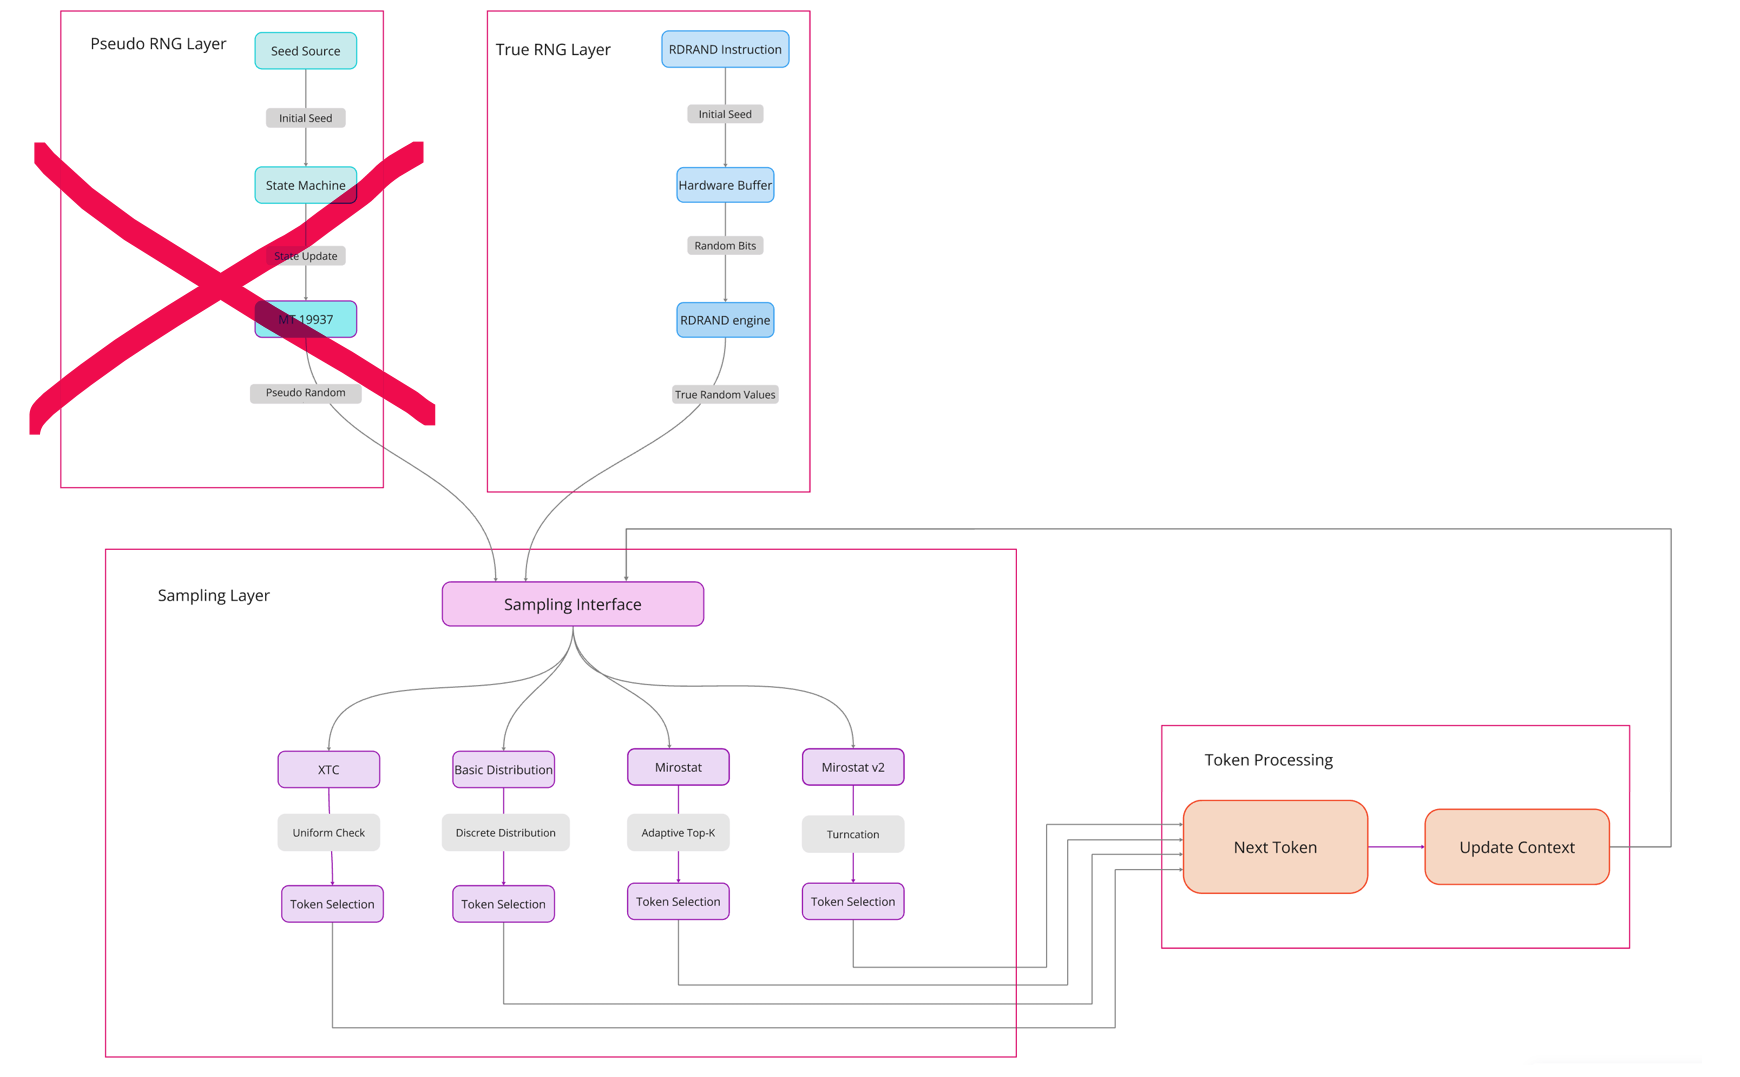 Pseudo RNG Layer
Seed Source
Initial Seed
State Machine
State Update
MT 19937
Pseudo Random
True RNG Layer
RDRAND Instruction
Initial Seed
Hardware Buffer
Random Bits
RDRAND engine
True Random Values
Sampling Layer
Sampling Interface
XTC
Basic Distribution
Mirostat
Mirostat v2
Uniform Check
Discrete Distribution
Adaptive Top-K
Turncation
Token Selection
Token Selection
Token Selection
Token Selection
Token Processing
Next Token
Update Context